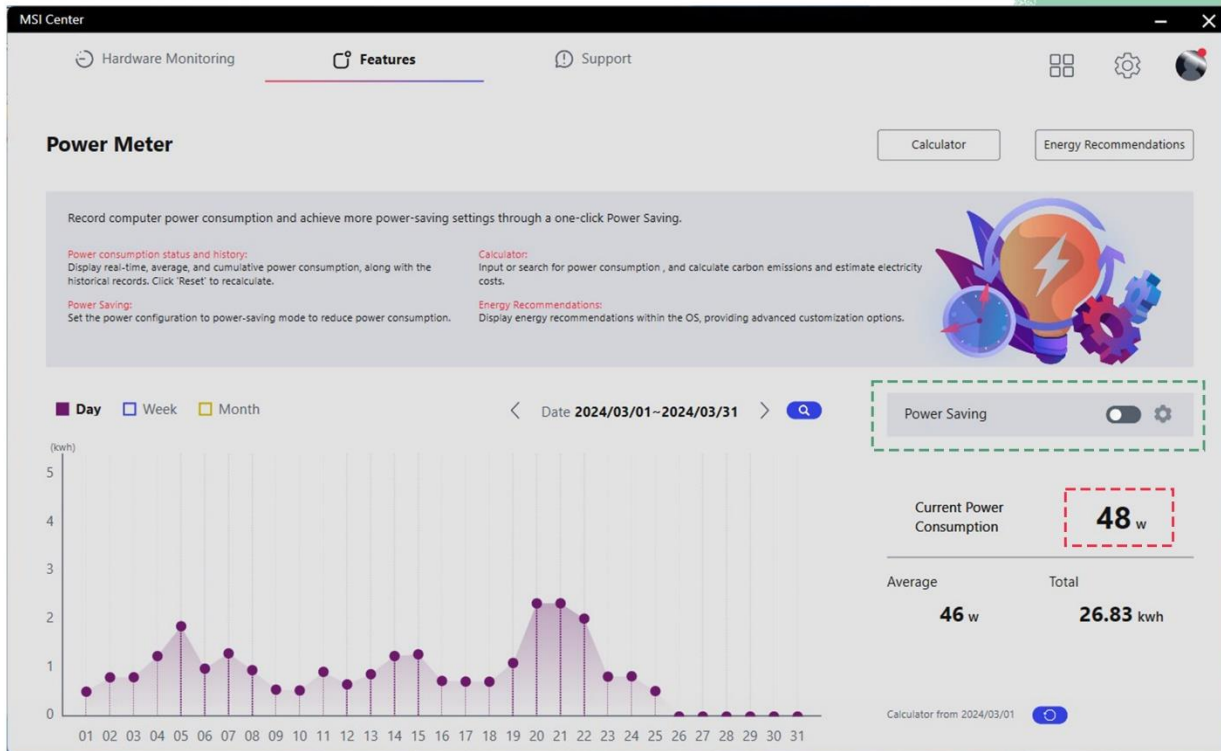 MSI Center
Hardware Monitoring
Features
Support
Power Meter
Calculator
Energy Recommendations
Record computer power consumption and achieve more power-saving settings through a one-click Power Saving.
Power consumption status and history:
Display real-time, average, and cumulative power consumption, along with the
historical records. Click 'Reset' to recalculate.
Power Saving:
Set the power configuration to power-saving mode to reduce power consumption.
Calculator:
Input or search for power consumption , and calculate carbon emissions and estimate electricity
costs.
Energy Recommendations:
Display energy recommendations within the OS, providing advanced customization options.
Day
Week
Month
Date 2024/03/01~2024/03/31
Power Saving
(kwh)
5
4
3
2
1
0
01 02 03 04 05 06 07 08 09 10 11 12 13 14 15 16 17 18 19 20 21 22 23 24 25 26 27 28 29 30 31
Current Power
Consumption
48 w
Average
46 w
Total
26.83 kwh
Calculator from 2024/03/01